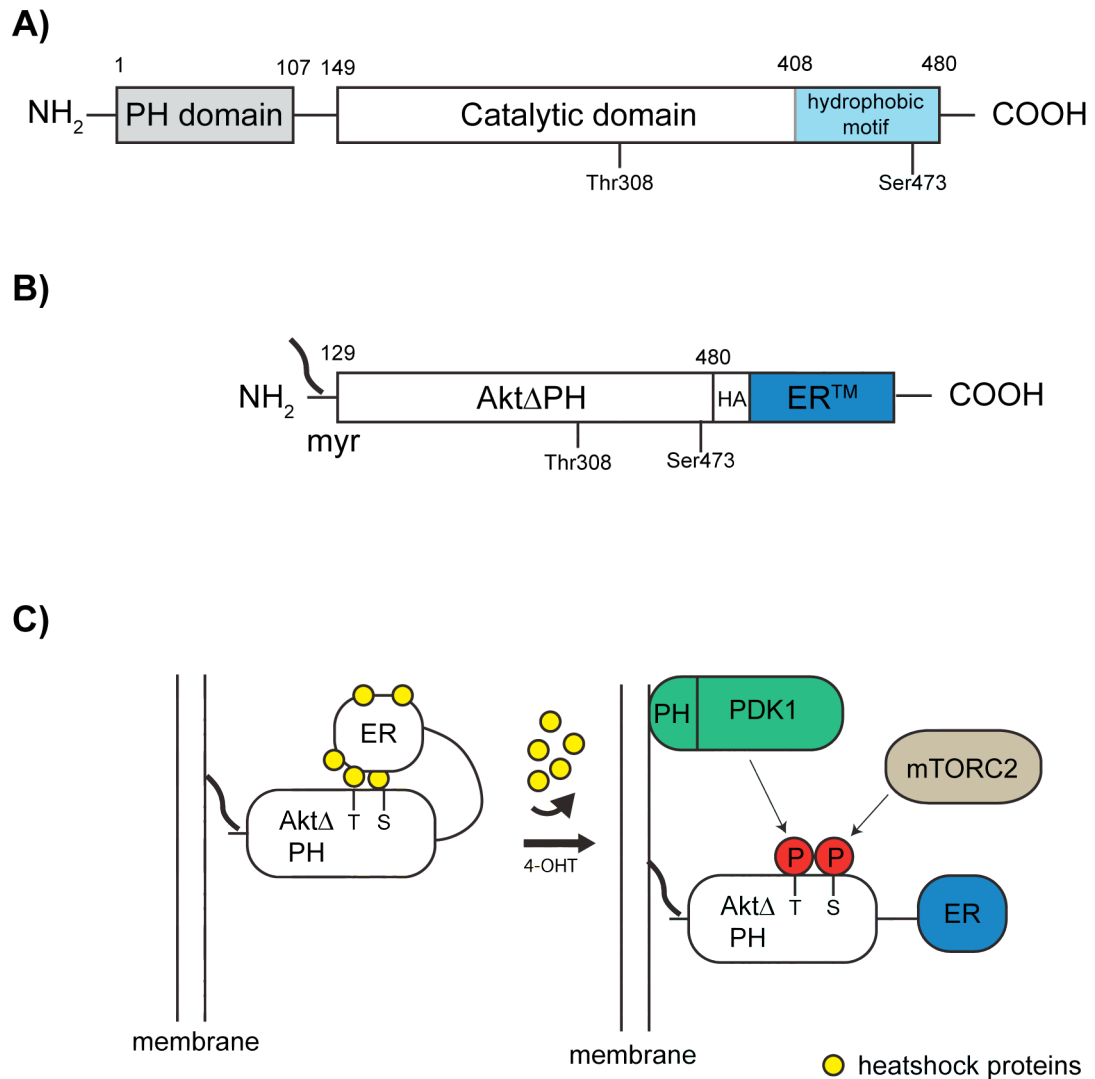 A)
1 107 149 408 480
NH2 PH domain Catalytic domain hydrophobic motif COOH
Thr308 Ser473
B)
129 480
NH2 AktΔPH HA ER™ COOH
myr
Thr308 Ser473
C)
ER
AktΔ T S
PH
4-OHT
PH PDK1
mTORC2
P P
AktΔ T S
PH
ER
membrane
membrane
heatshock proteins